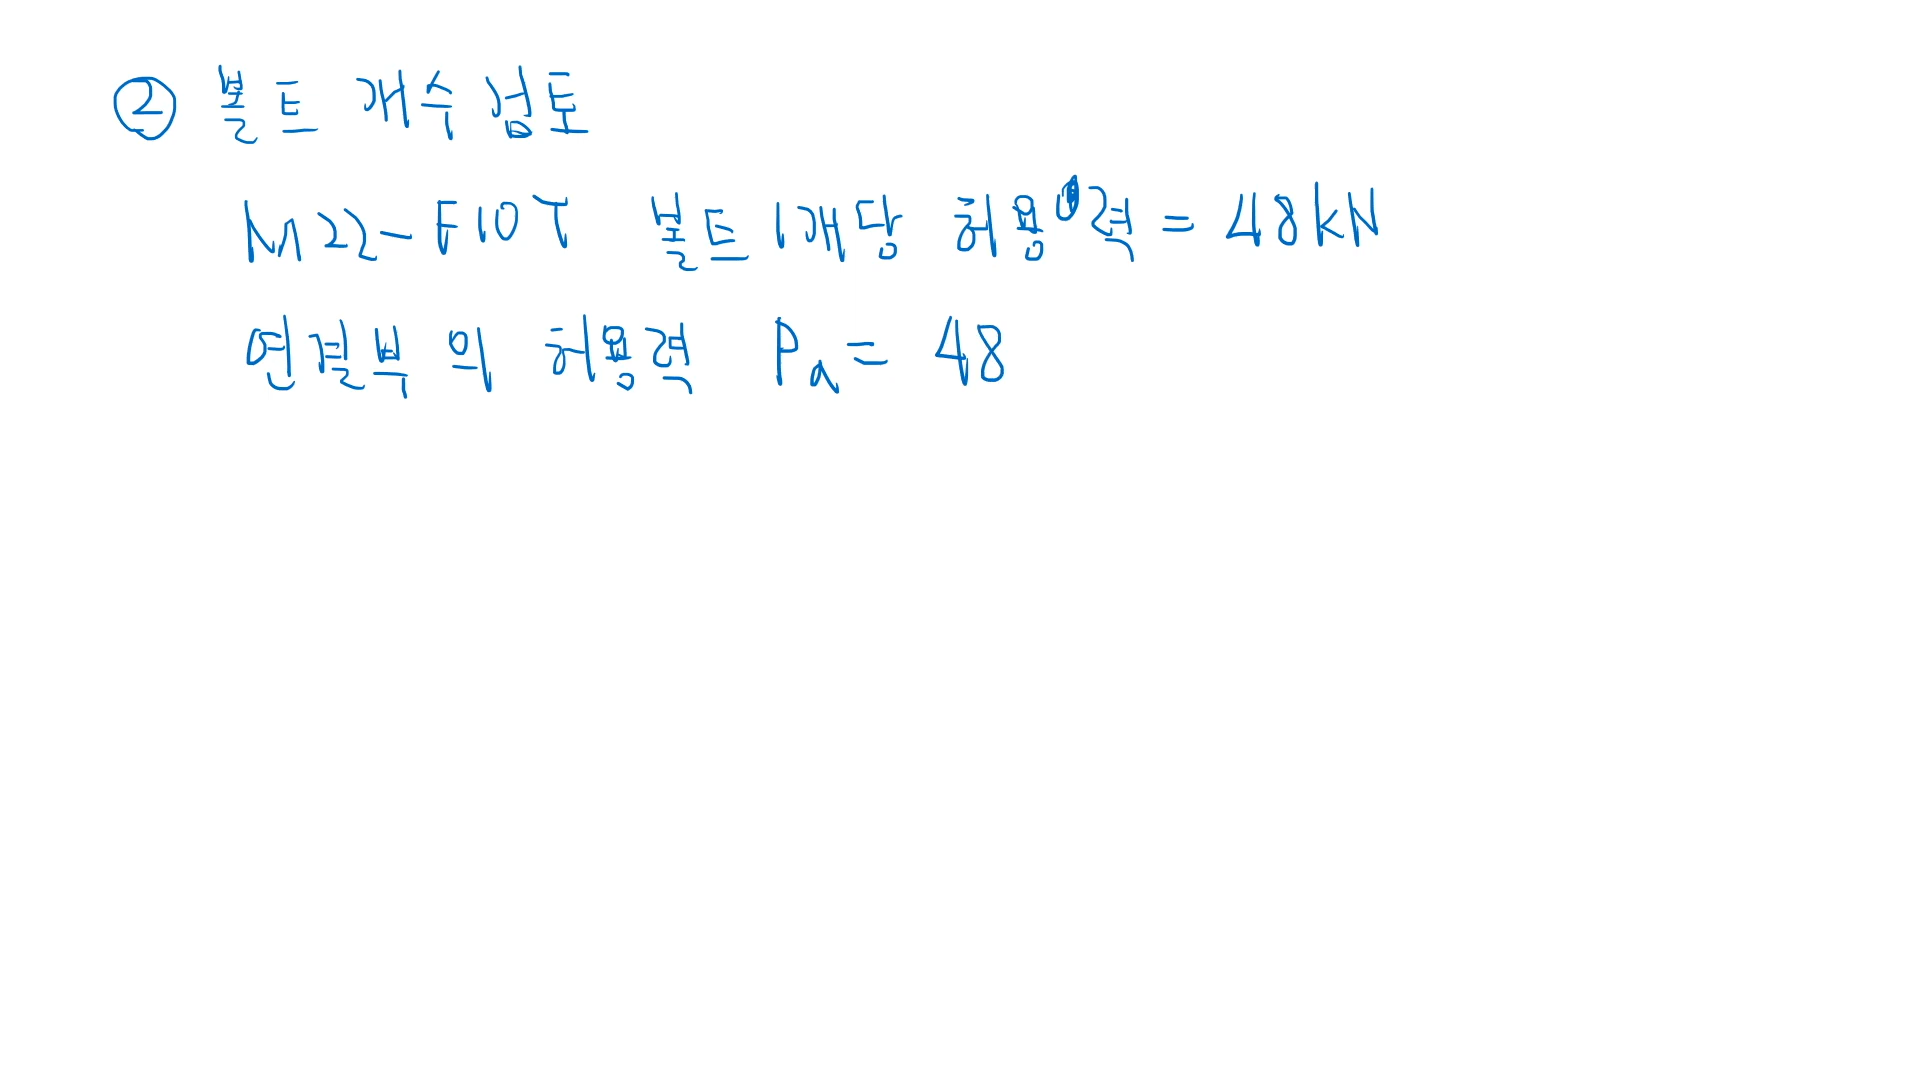 ② 볼트 개수 검토
M22-F10T 볼트 1개당 허용력 = 48kN
연결부의 허용력 Pa = 48